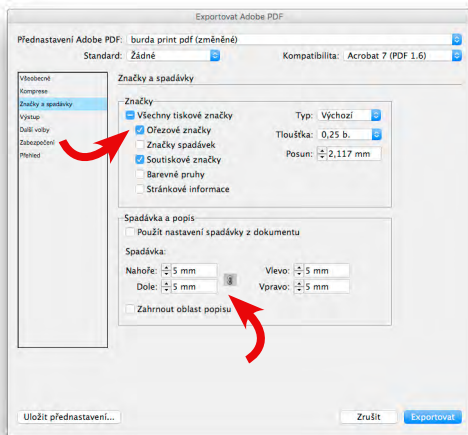 Exportovat Adobe PDF
Přednastavení Adobe PDF: burda print pdf (změněné)
Standard: Žádné Kompatibilita: Acrobat 7 (PDF 1.6)
Všeobecné
Komprese
Značky a spadávky
Výstup
Další volby
Zabezpečení
Přehled
Značky a spadávky
Značky
Všechny tiskové značky
Ořezové značky
Značky spadávek
Soutiskové značky
Barevné pruhy
Stránkové informace
Typ: Výchozí
Tloušťka: 0,25 b.
Posun: 2,117 mm
Spadávka a popis
Použít nastavení spadávky z dokumentu
Spadávka:
Nahoře: 5 mm Vlevo: 5 mm
Dole: 5 mm Vpravo: 5 mm
Zahrnout oblast popisu
Uložit přednastavení... Zrušit Exportovat